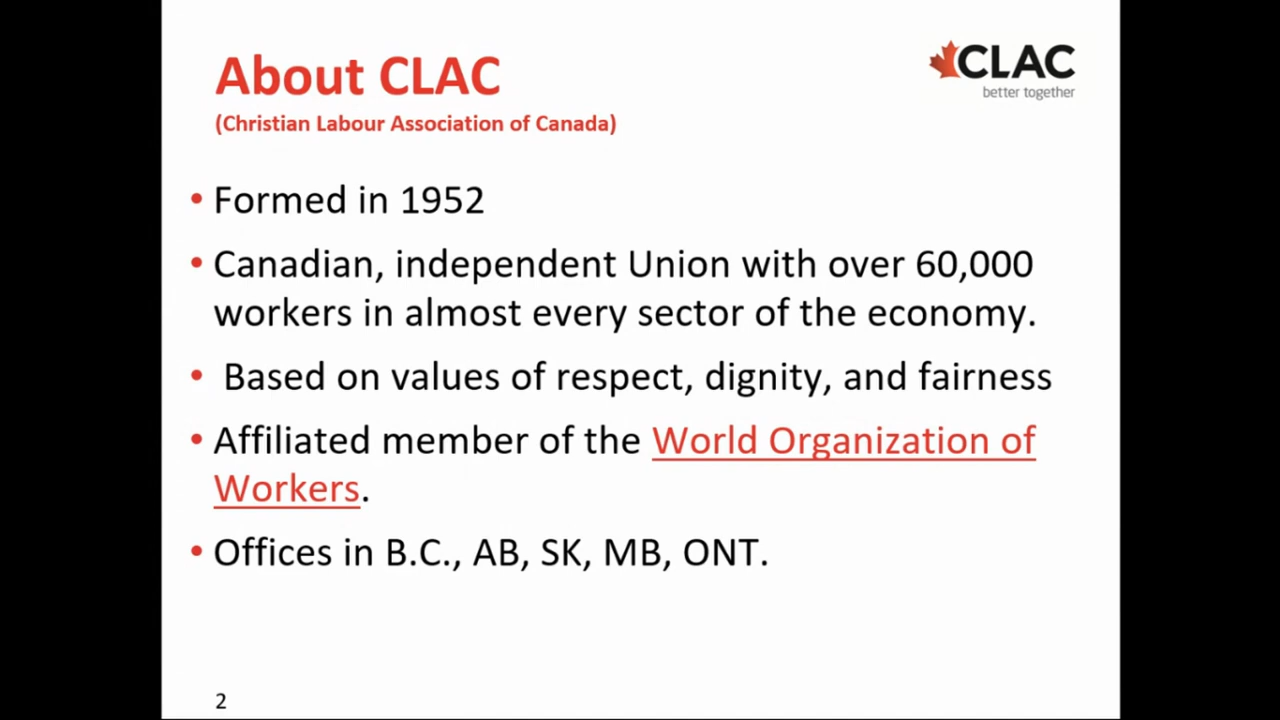 About CLAC
(Christian Labour Association of Canada)
CLAC
better together
• Formed in 1952
• Canadian, independent Union with over 60,000
workers in almost every sector of the economy.
• Based on values of respect, dignity, and fairness
• Affiliated member of the World Organization of
Workers.
• Offices in B.C., AB, SK, MB, ONT.
2